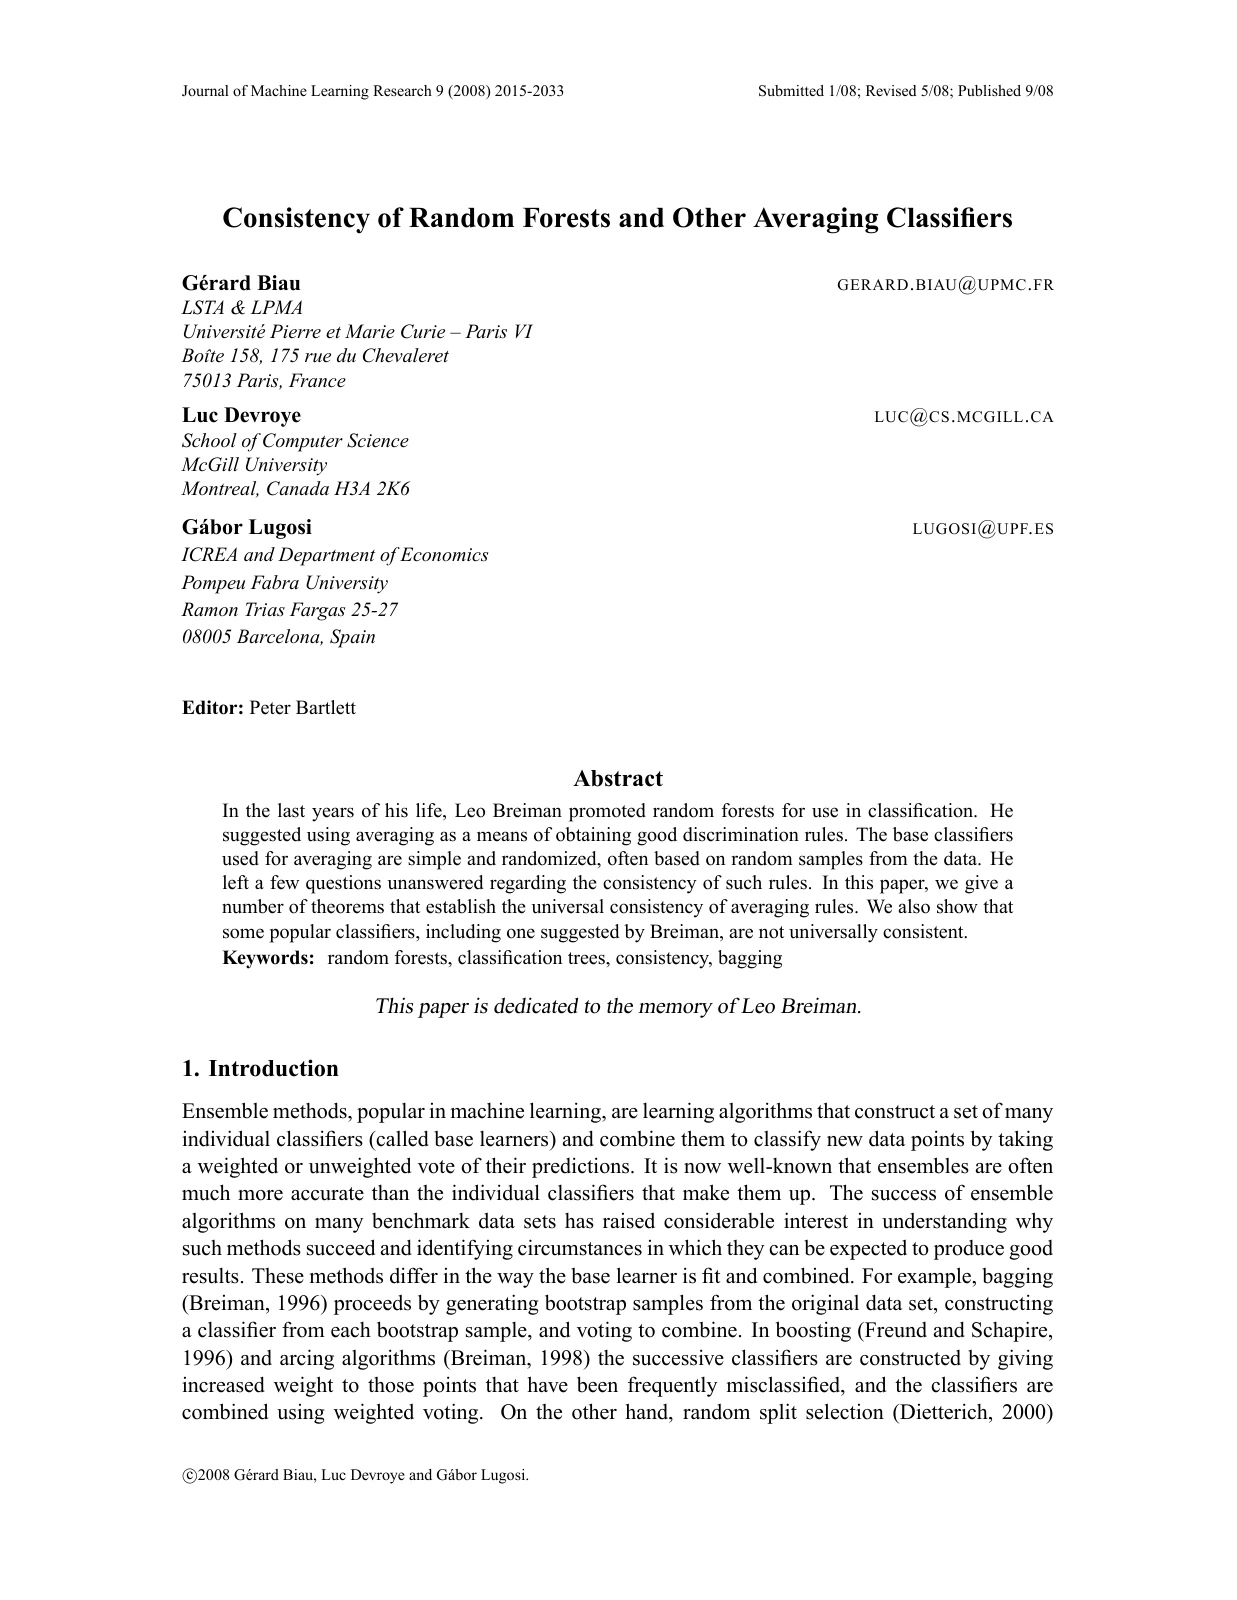 Journal of Machine Learning Research 9 (2008) 2015-2033 Submitted 1/08; Revised 5/08; Published 9/08
Consistency of Random Forests and Other Averaging Classifiers
Gérard Biau GERARD.BIAU@UPMC.FR
LSTA & LPMA
Université Pierre et Marie Curie – Paris VI
Boîte 158, 175 rue du Chevaleret
75013 Paris, France
Luc Devroye LUC@CS.MCGILL.CA
School of Computer Science
McGill University
Montreal, Canada H3A 2K6
Gábor Lugosi LUGOSI@UPF.ES
ICREA and Department of Economics
Pompeu Fabra University
Ramon Trias Fargas 25-27
08005 Barcelona, Spain
Editor: Peter Bartlett
Abstract
In the last years of his life, Leo Breiman promoted random forests for use in classification. He
suggested using averaging as a means of obtaining good discrimination rules. The base classifiers
used for averaging are simple and randomized, often based on random samples from the data. He
left a few questions unanswered regarding the consistency of such rules. In this paper, we give a
number of theorems that establish the universal consistency of averaging rules. We also show that
some popular classifiers, including one suggested by Breiman, are not universally consistent.
Keywords: random forests, classification trees, consistency, bagging
This paper is dedicated to the memory of Leo Breiman.
1. Introduction
Ensemble methods, popular in machine learning, are learning algorithms that construct a set of many
individual classifiers (called base learners) and combine them to classify new data points by taking
a weighted or unweighted vote of their predictions. It is now well-known that ensembles are often
much more accurate than the individual classifiers that make them up. The success of ensemble
algorithms on many benchmark data sets has raised considerable interest in understanding why
such methods succeed and identifying circumstances in which they can be expected to produce good
results. These methods differ in the way the base learner is fit and combined. For example, bagging
(Breiman, 1996) proceeds by generating bootstrap samples from the original data set, constructing
a classifier from each bootstrap sample, and voting to combine. In boosting (Freund and Schapire,
1996) and arcing algorithms (Breiman, 1998) the successive classifiers are constructed by giving
increased weight to those points that have been frequently misclassified, and the classifiers are
combined using weighted voting. On the other hand, random split selection (Dietterich, 2000)
©2008 Gérard Biau, Luc Devroye and Gábor Lugosi.